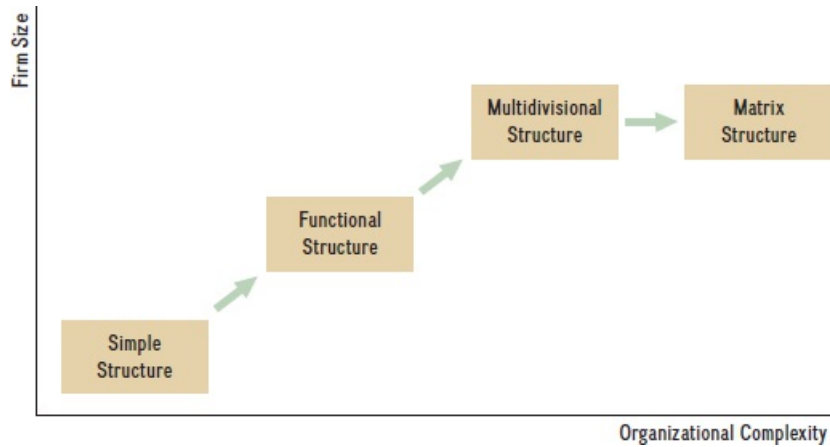 Firm Size
Multidivisional
Structure
Matrix
Structure
Functional
Structure
Simple
Structure
Organizational Complexity